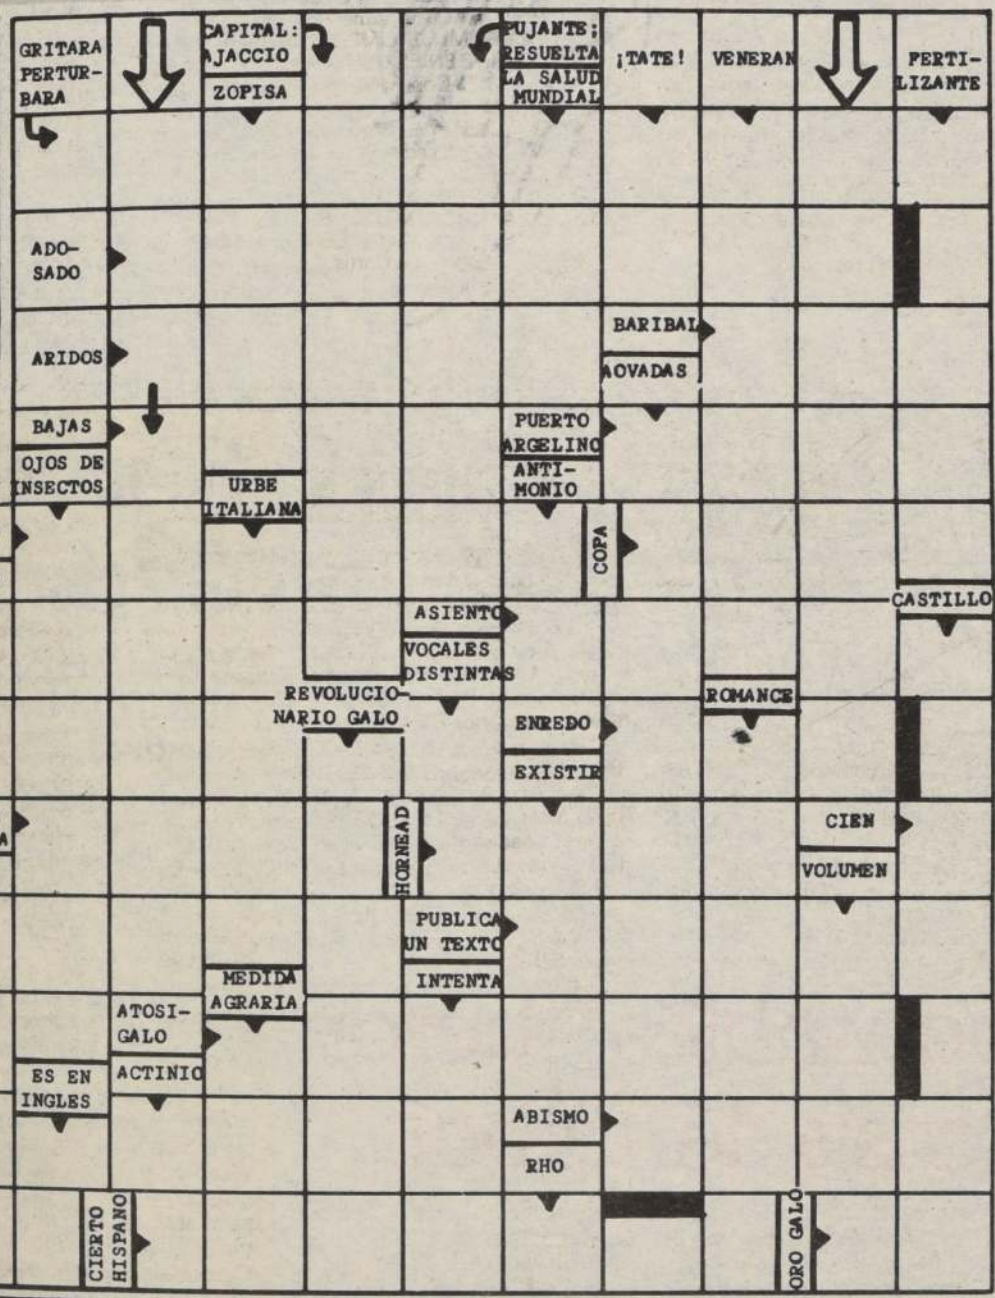 GRITARA
PERTUR-
BARA
CAPITAL:
AJACCIO
ZOPISA
PUJANTE;
RESUELTA
LA SALUD
MUNDIAL
¡TATE!
VENERAN
FERTI-
LIZANTE
ADO-
SADO
ARIDOS
BARIBAL
AOVADAS
BAJAS
OJOS DE
INSECTOS
URBE
ITALIANA
PUERTO
ARGELINO
ANTI-
MONIO
COPA
ASIENTO
VOCALES
DISTINTAS
CASTILLO
REVOLUCIO-
NARIO GALO
ENREDO
EXISTIR
ROMANCE
A
HORNEAD
CIEN
VOLUMEN
PUBLICA
UN TEXTO
INTENTA
MEDIDA
AGRARIA
ATOSI-
GALO
ACTINIO
ES EN
INGLES
ABISMO
RHO
CIERTO
HISPANO
ORO GALO